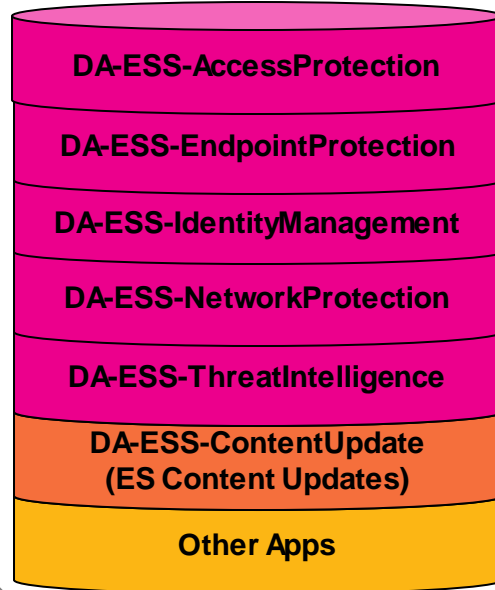 DA-ESS-AccessProtection
DA-ESS-EndpointProtection
DA-ESS-IdentityManagement
DA-ESS-NetworkProtection
DA-ESS-ThreatIntelligence
DA-ESS-ContentUpdate
(ES Content Updates)
Other Apps